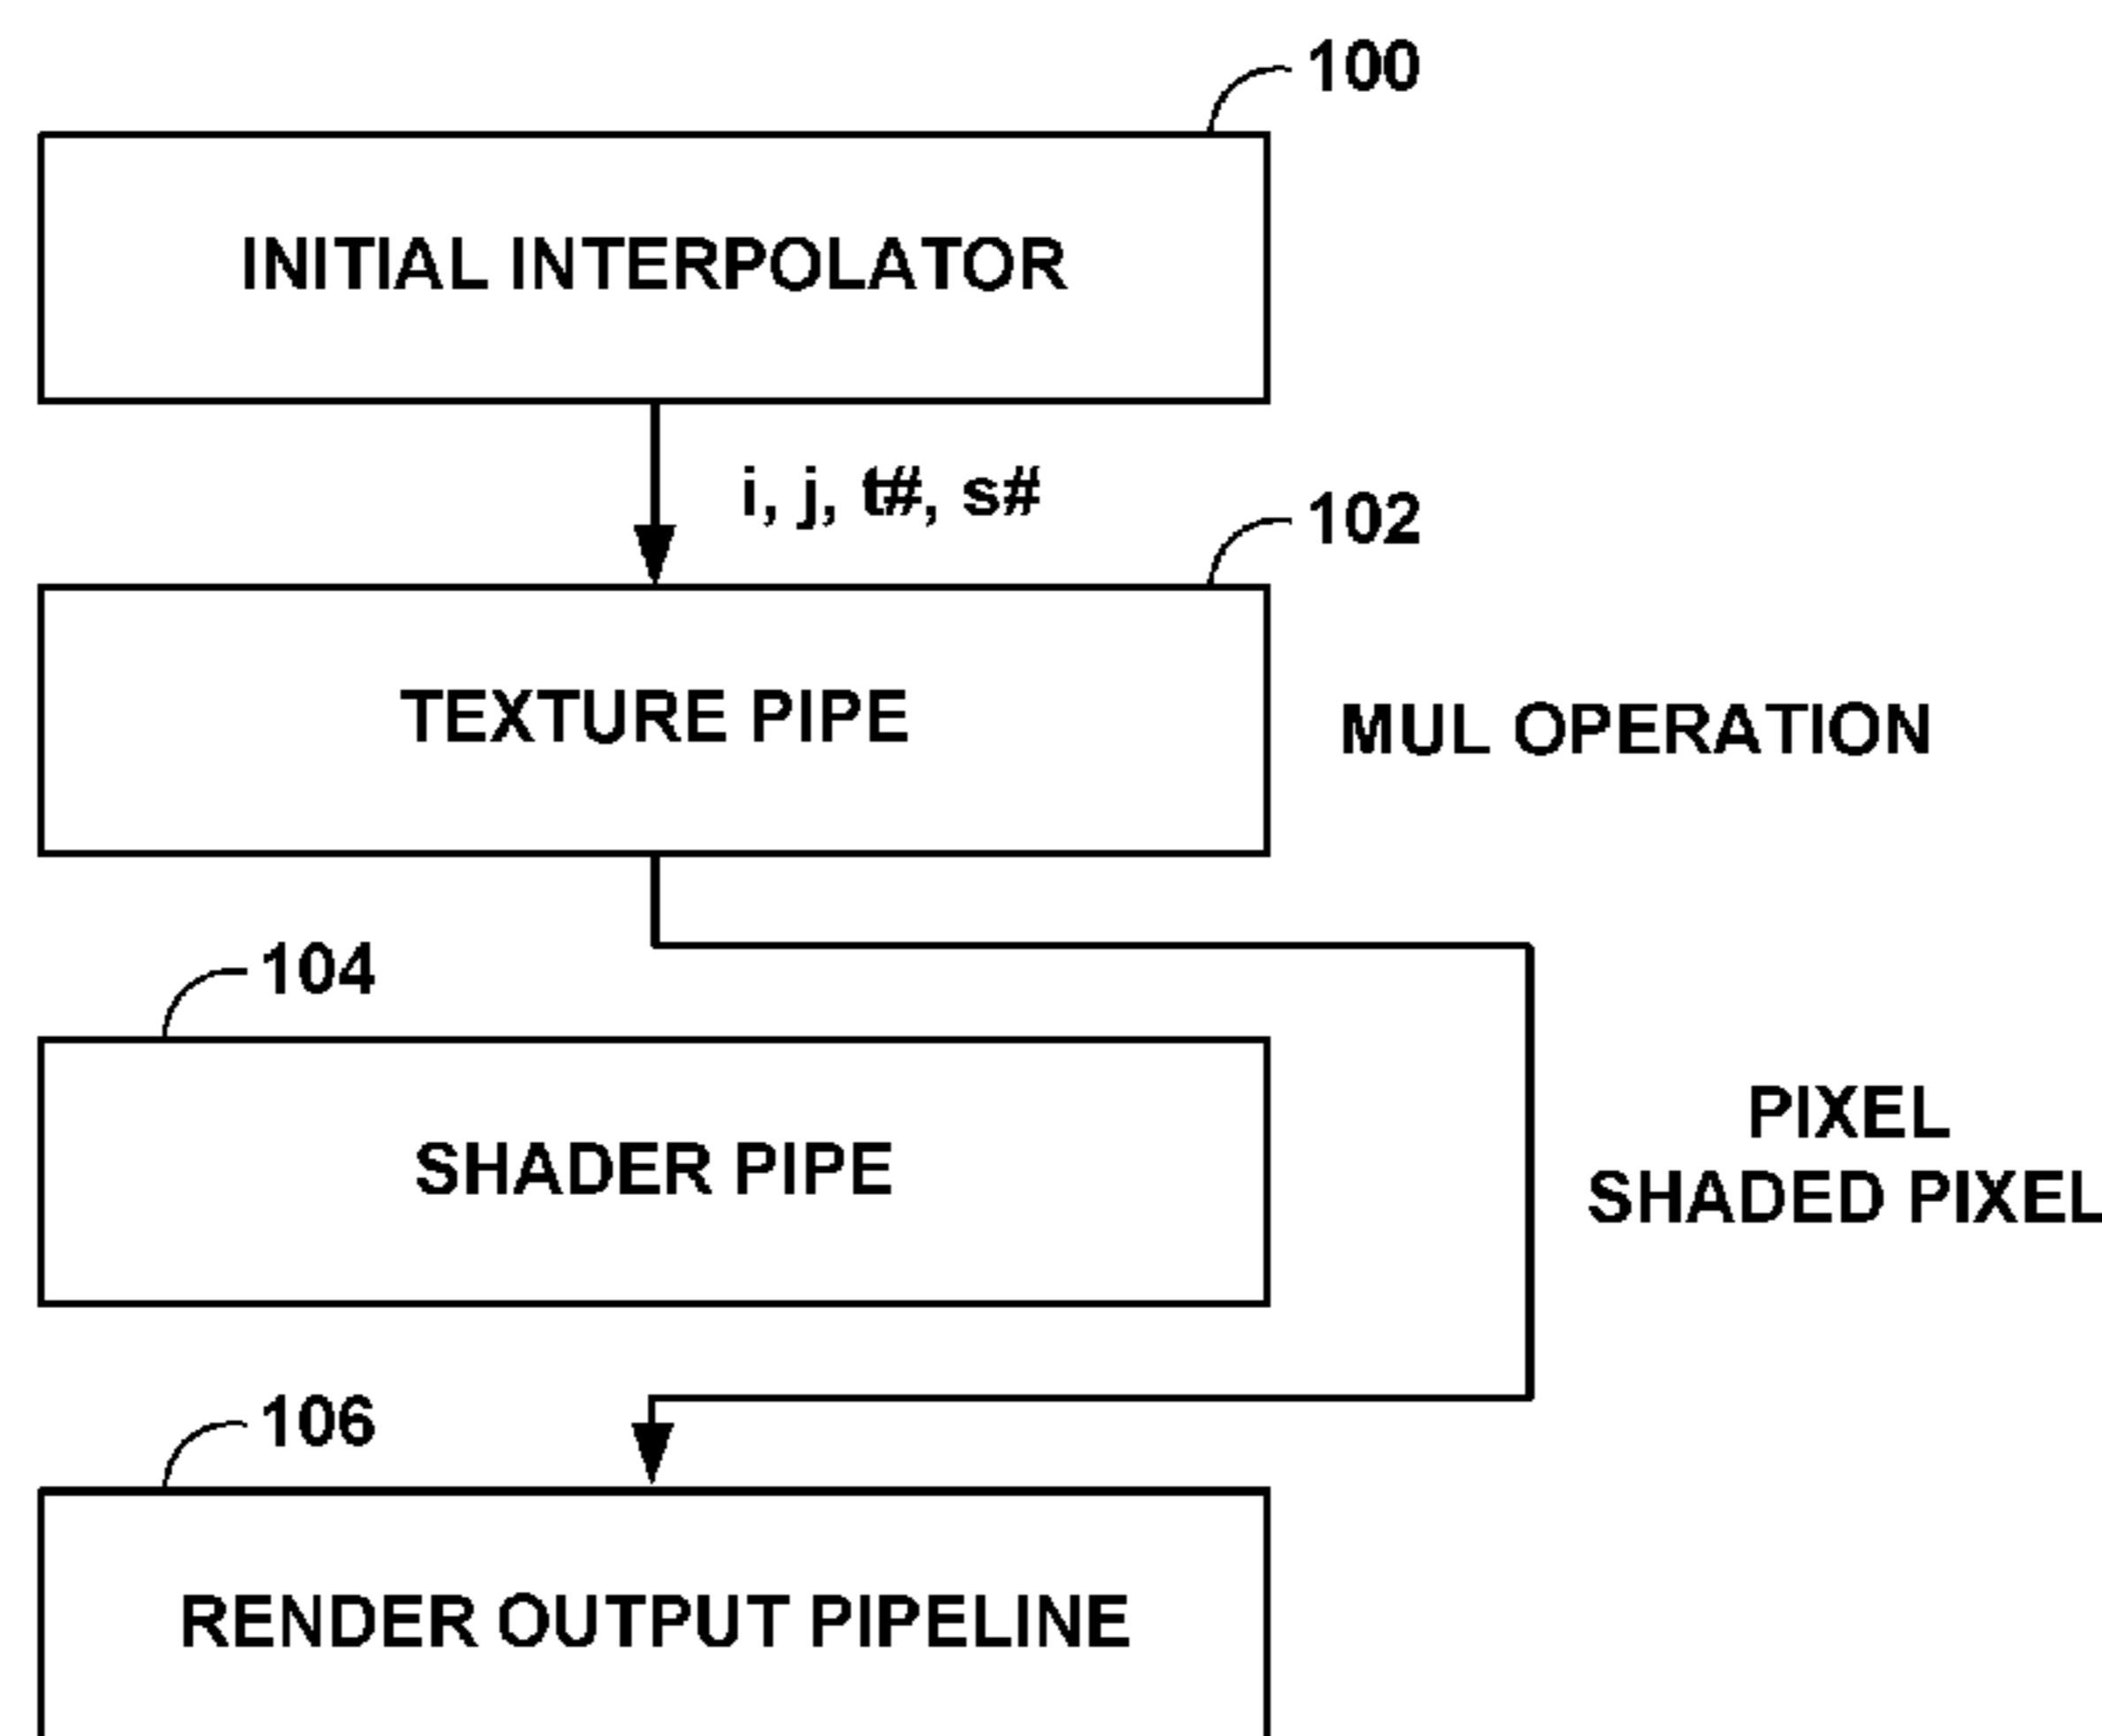 100
INITIAL INTERPOLATOR
i, j, t#, s#
102
TEXTURE PIPE
MUL OPERATION
104
SHADER PIPE
PIXEL
SHADED PIXEL
106
RENDER OUTPUT PIPELINE